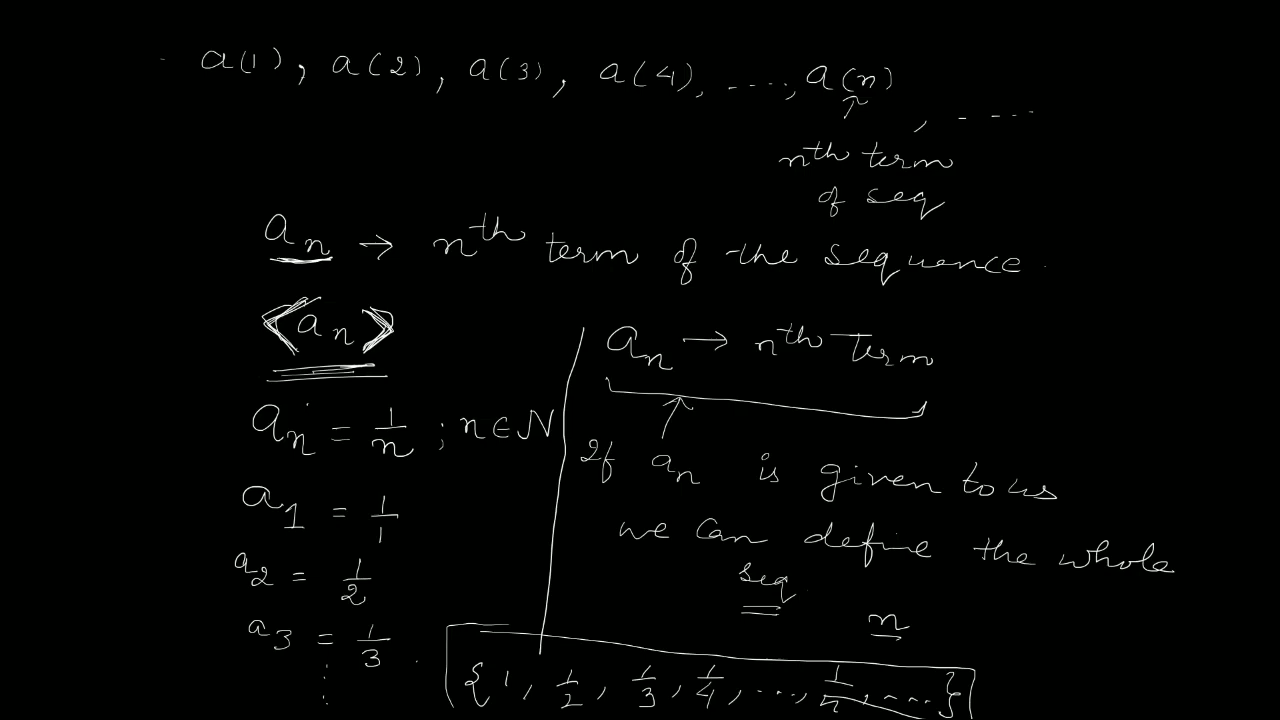 a(1), a(2), a(3), a(4), ...., a(n)
↑ , ....
nth term
of seq
aₙ → nth term of the sequence.
<aₙ>
aₙ = 1/n ; n ∈ N
a₁ = 1/1
a₂ = 1/2
a₃ = 1/3
⋮
aₙ → nth Term
↑
If aₙ is given to us
we can define the whole
seq
n
{1, 1/2, 1/3, 1/4, ..., 1/n, ....}